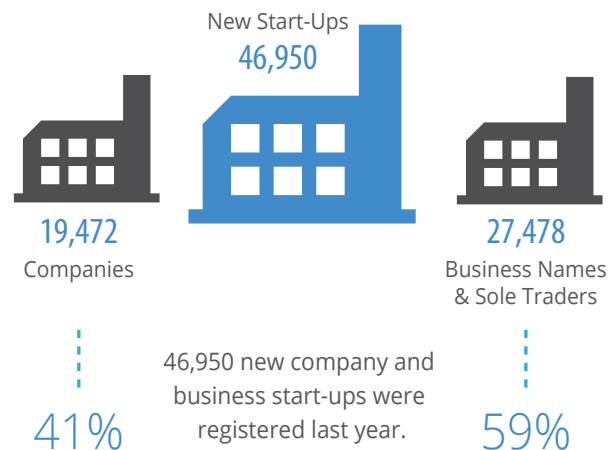 New Start-Ups
46,950
19,472
Companies
27,478
Business Names
& Sole Traders
46,950 new company and
business start-ups were
registered last year.
41%
59%